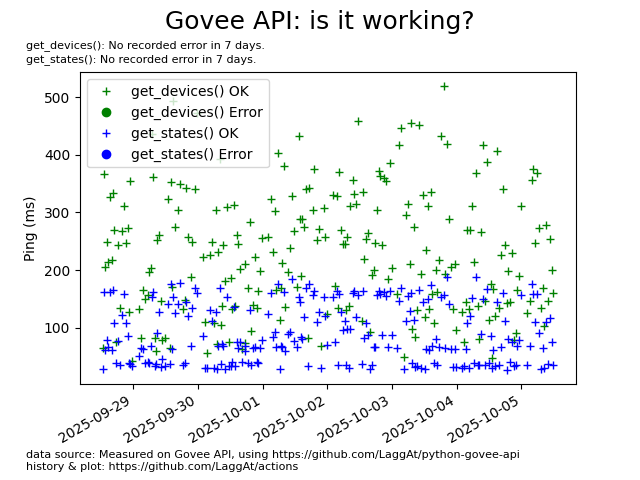 Govee API: is it working?
get_devices(): No recorded error in 7 days.
get_states(): No recorded error in 7 days.
get_devices() OK
get_devices() Error
get_states() OK
get_states() Error
Ping (ms)
500
400
300
200
100
2025-09-29
2025-09-30
2025-10-01
2025-10-02
2025-10-03
2025-10-04
2025-10-05
data source: Measured on Govee API, using https://github.com/LaggAt/python-govee-api
history & plot: https://github.com/LaggAt/actions